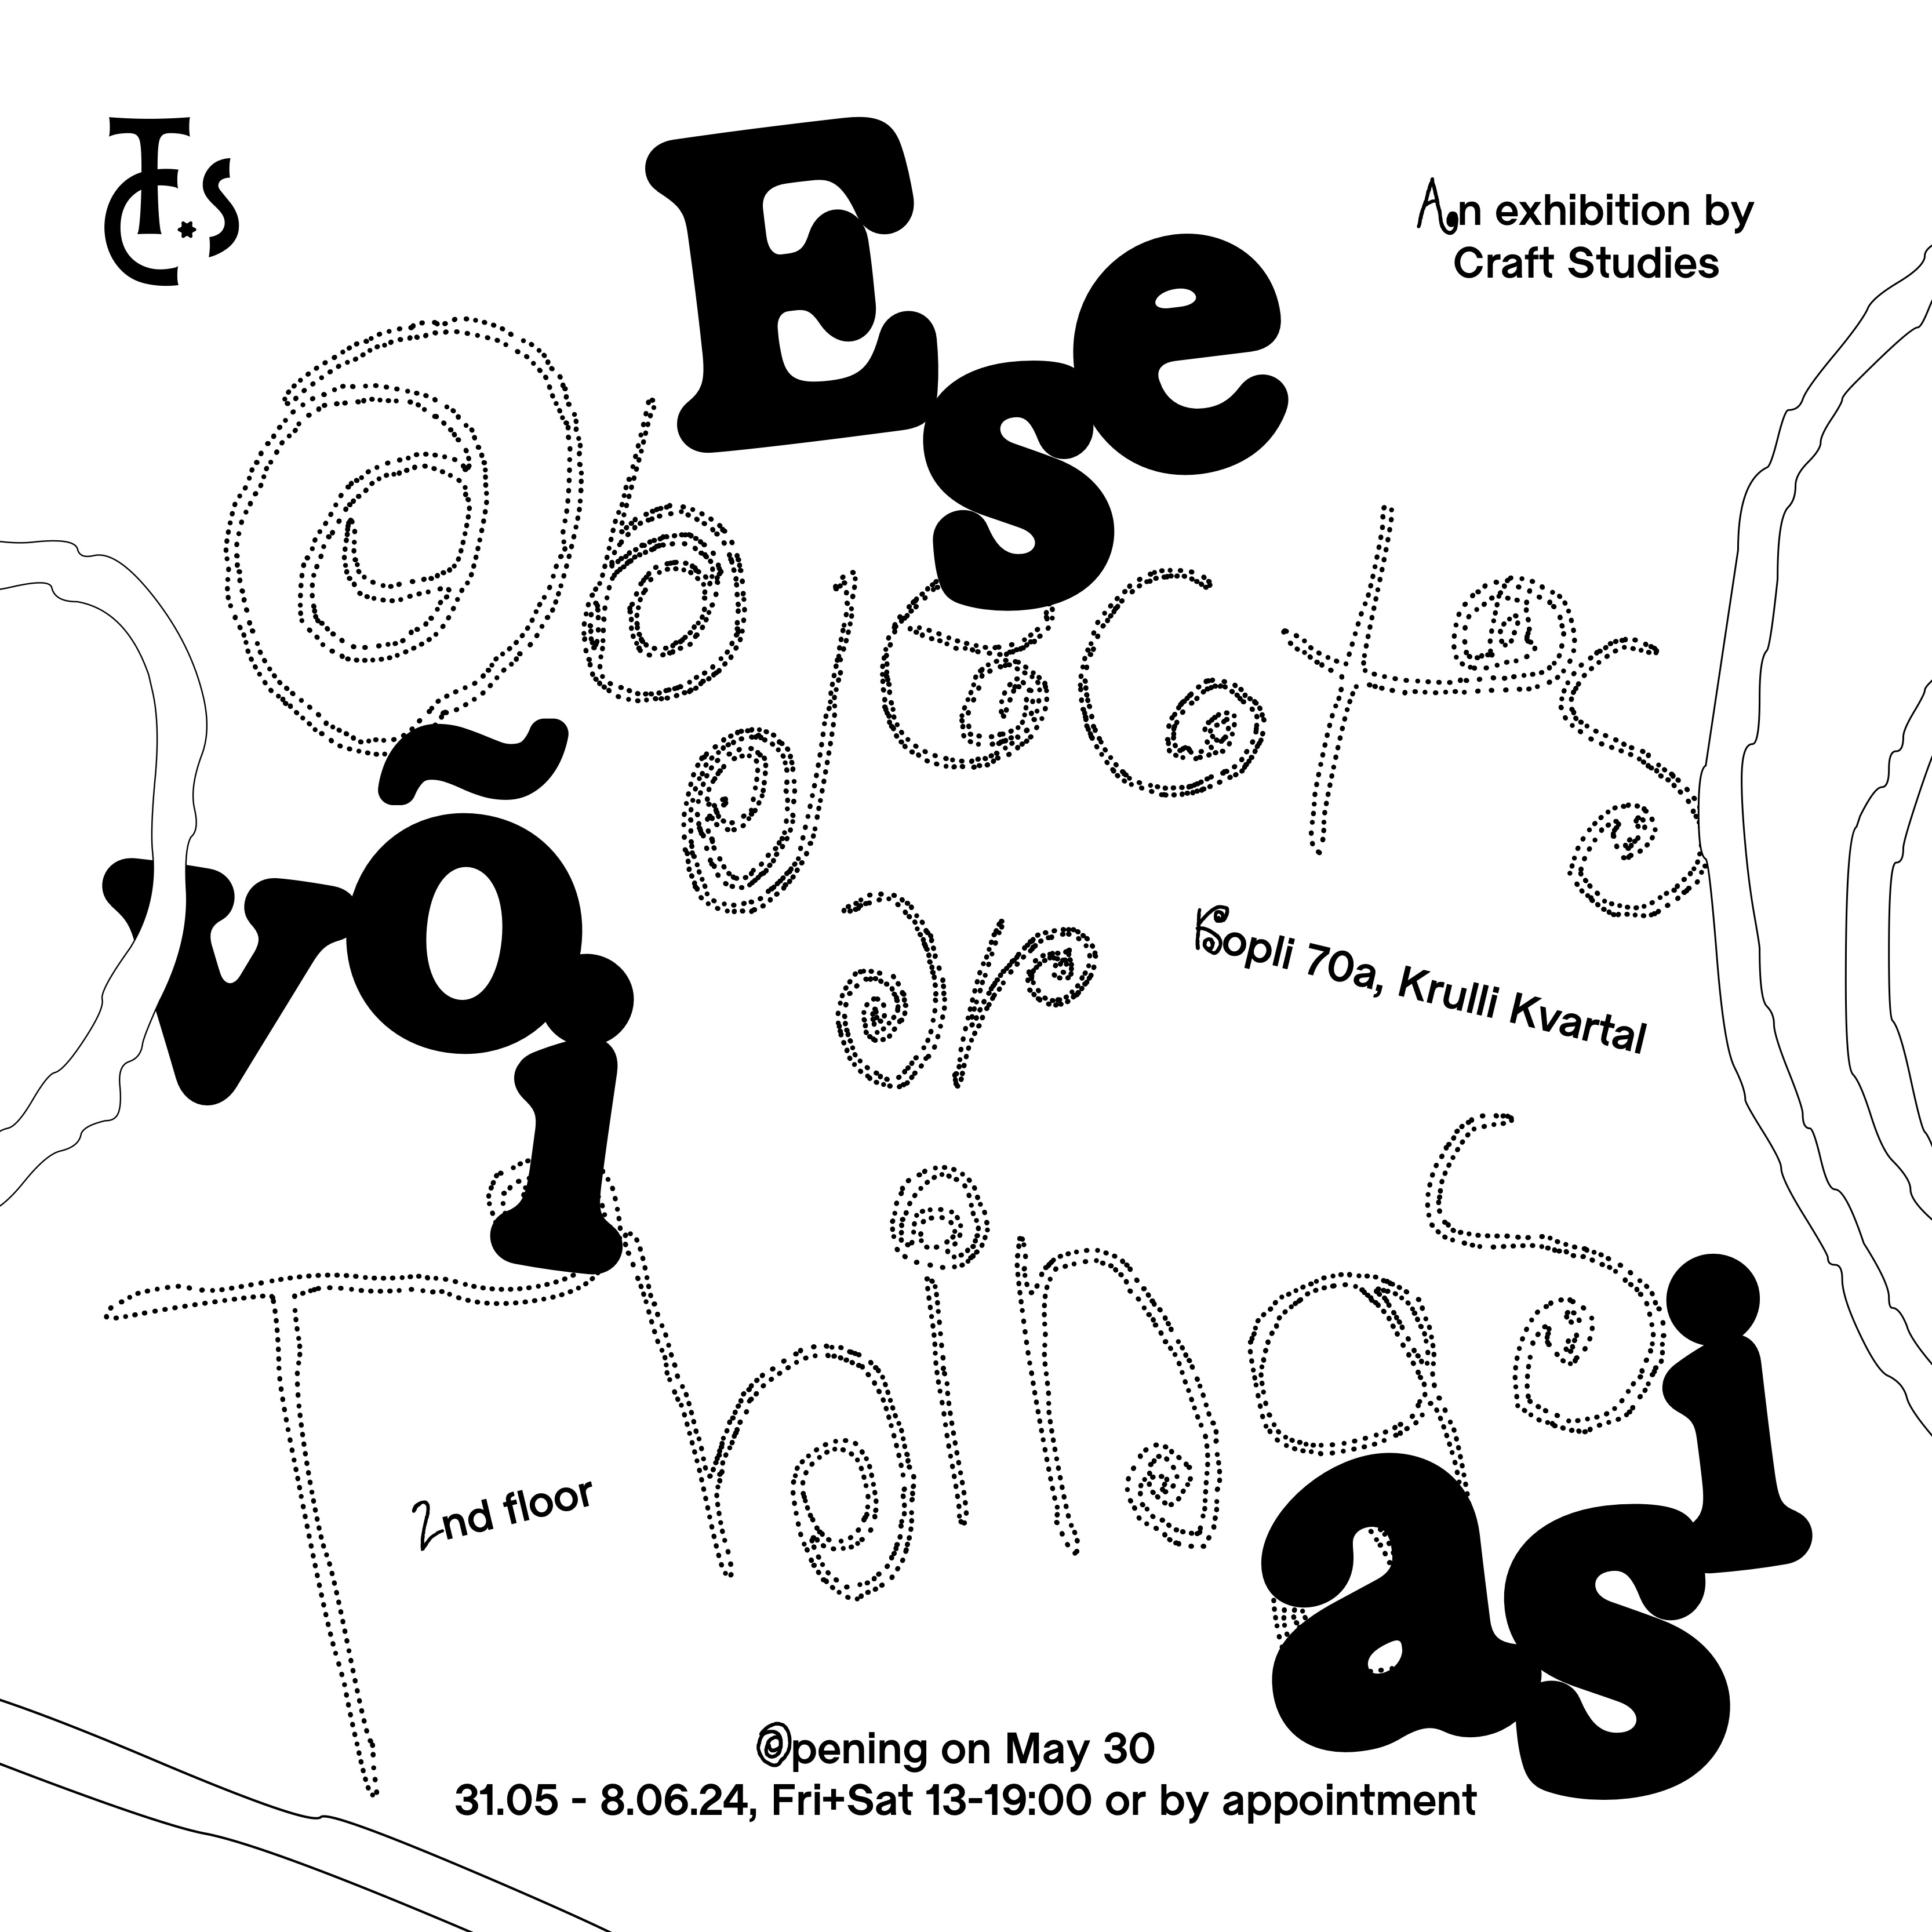 TC*S
Ese
An exhibition by
Craft Studies
Objects
või
or
Kopli 70a, Krulli Kvartal
Things
asi
2nd floor
Opening on May 30
31.05 - 8.06.24, Fri+Sat 13-19:00 or by appointment